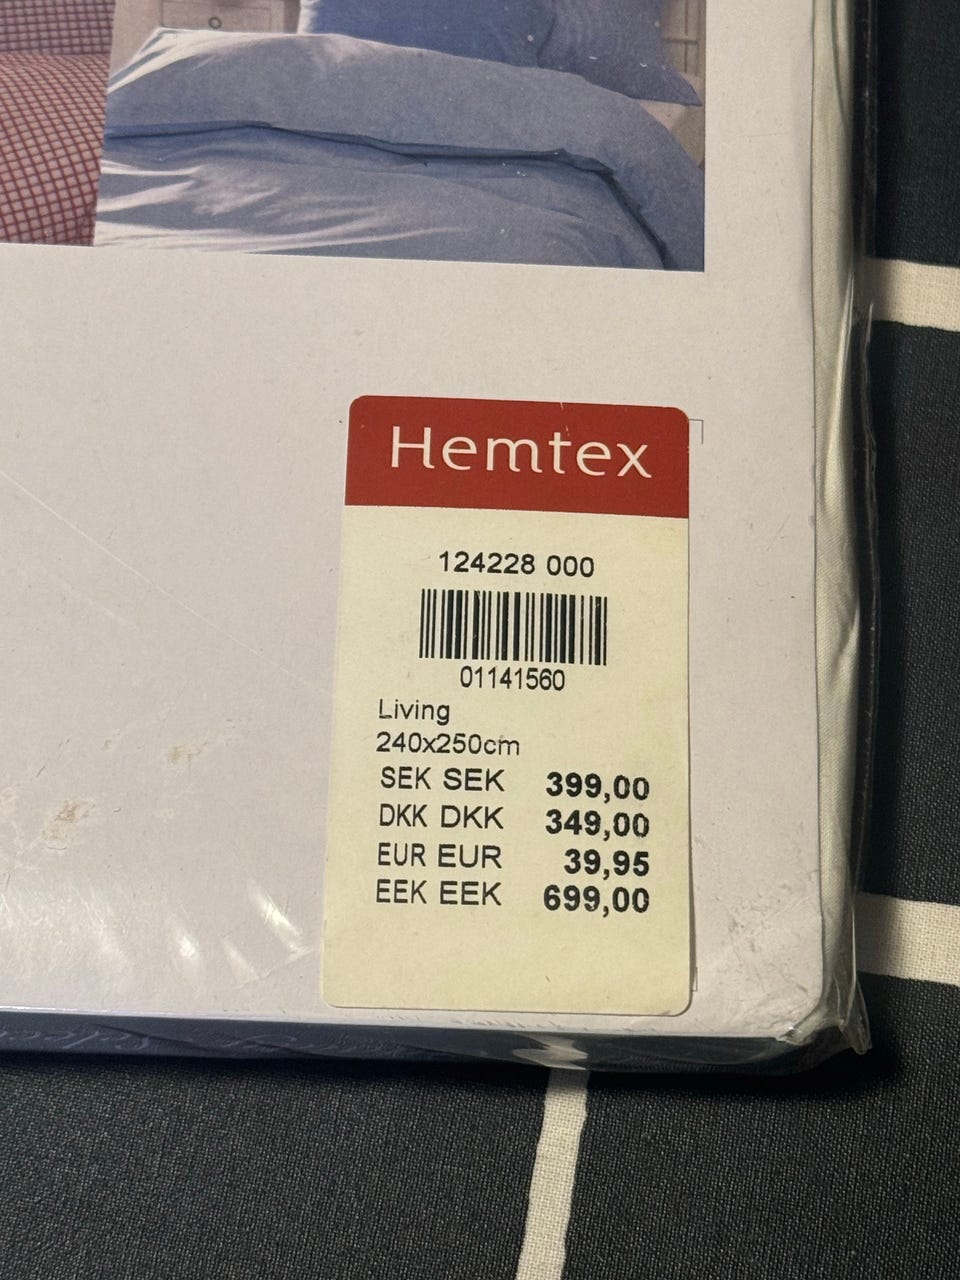 Hemtex
124228 000
01141560
Living
240x250cm
SEK SEK 399,00
DKK DKK 349,00
EUR EUR 39,95
EEK EEK 699,00